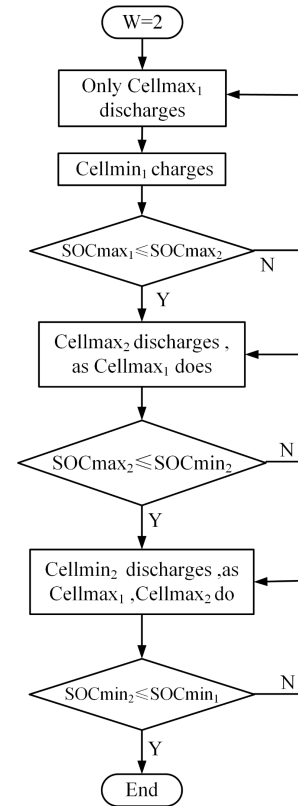 W=2
Only Cellmax₁
discharges
Cellmin₁ charges
SOCmax₁≤SOCmax₂
N
Y
Cellmax₂ discharges ,
as Cellmax₁ does
N
SOCmax₂≤SOCmin₂
Y
Cellmin₂ discharges ,as
Cellmax₁ ,Cellmax₂ do
N
SOCmin₂≤SOCmin₁
Y
End